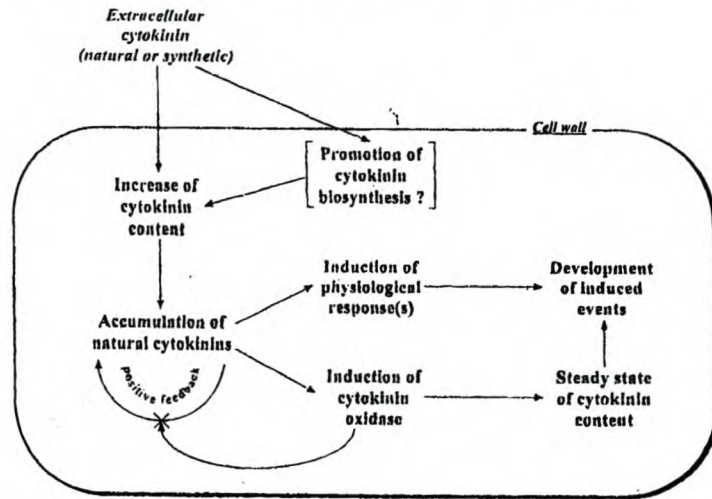 Extracellular
cytokinin
(natural or synthetic)
Cell wall
Promotion of
cytokinin
biosynthesis ?
Increase of
cytokinin
content
Induction of
physiological
response(s)
Development
of induced
events
Accumulation of
natural cytokinins
positive feedback
Induction of
cytokinin
oxidase
Steady state
of cytokinin
content